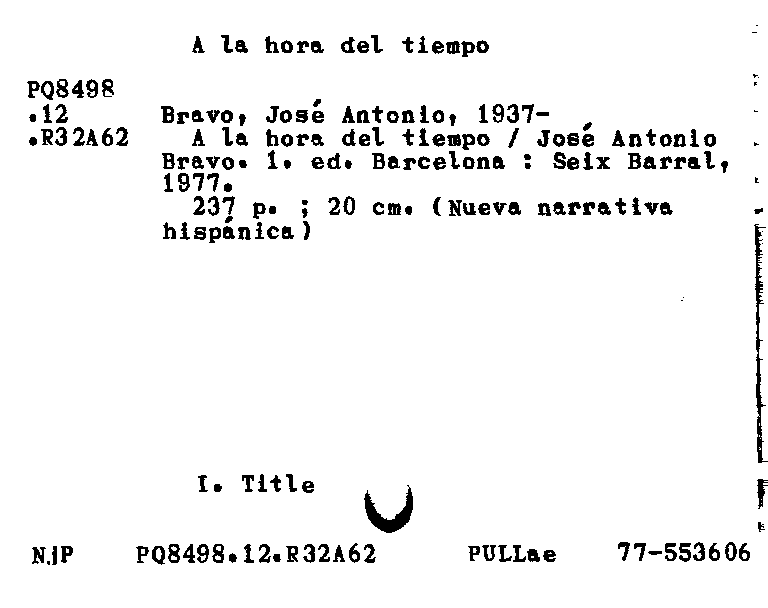 A la hora del tiempo
PQ8498
.12 Bravo, José Antonio, 1937-
.R32A62 A la hora del tiempo / José Antonio
Bravo. 1. ed. Barcelona : Seix Barral,
1977.
237 p. ; 20 cm. (Nueva narrativa
hispánica)
I. Title
NjP PQ8498.12.R32A62 PULLae 77-553606